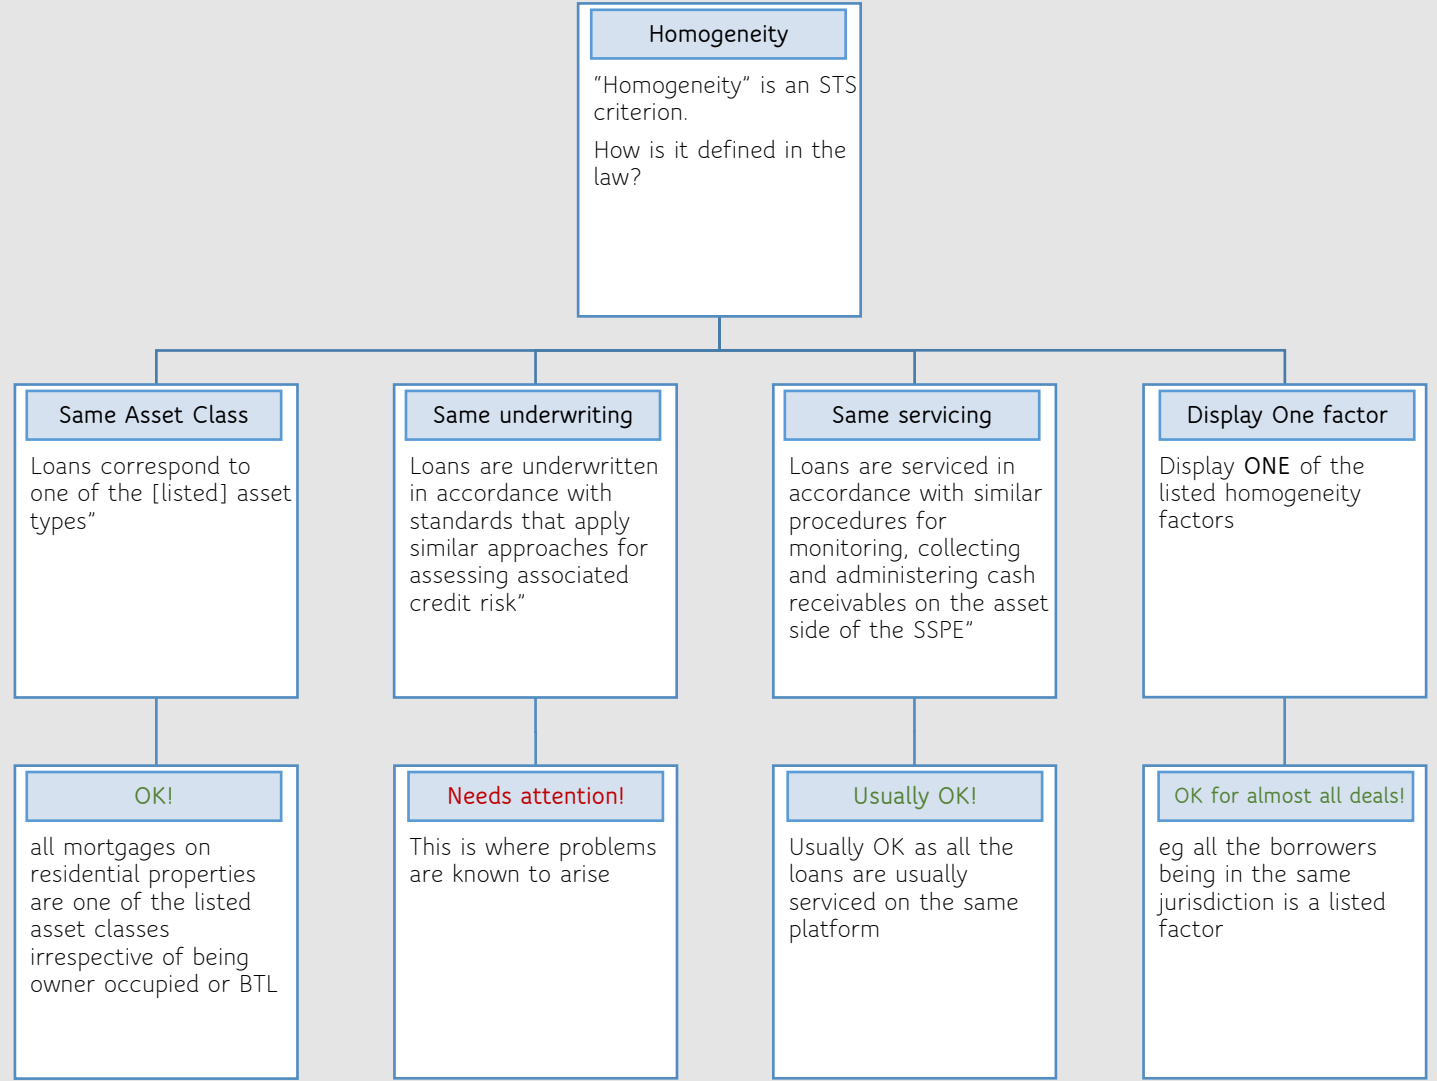 Homogeneity
“Homogeneity” is an STS
criterion.
How is it defined in the
law?
Same Asset Class
Loans correspond to
one of the [listed] asset
types”
Same underwriting
Loans are underwritten
in accordance with
standards that apply
similar approaches for
assessing associated
credit risk”
Same servicing
Loans are serviced in
accordance with similar
procedures for
monitoring, collecting
and administering cash
receivables on the asset
side of the SSPE”
Display One factor
Display ONE of the
listed homogeneity
factors
OK!
all mortgages on
residential properties
are one of the listed
asset classes
irrespective of being
owner occupied or BTL
Needs attention!
This is where problems
are known to arise
Usually OK!
Usually OK as all the
loans are usually
serviced on the same
platform
OK for almost all deals!
eg all the borrowers
being in the same
jurisdiction is a listed
factor